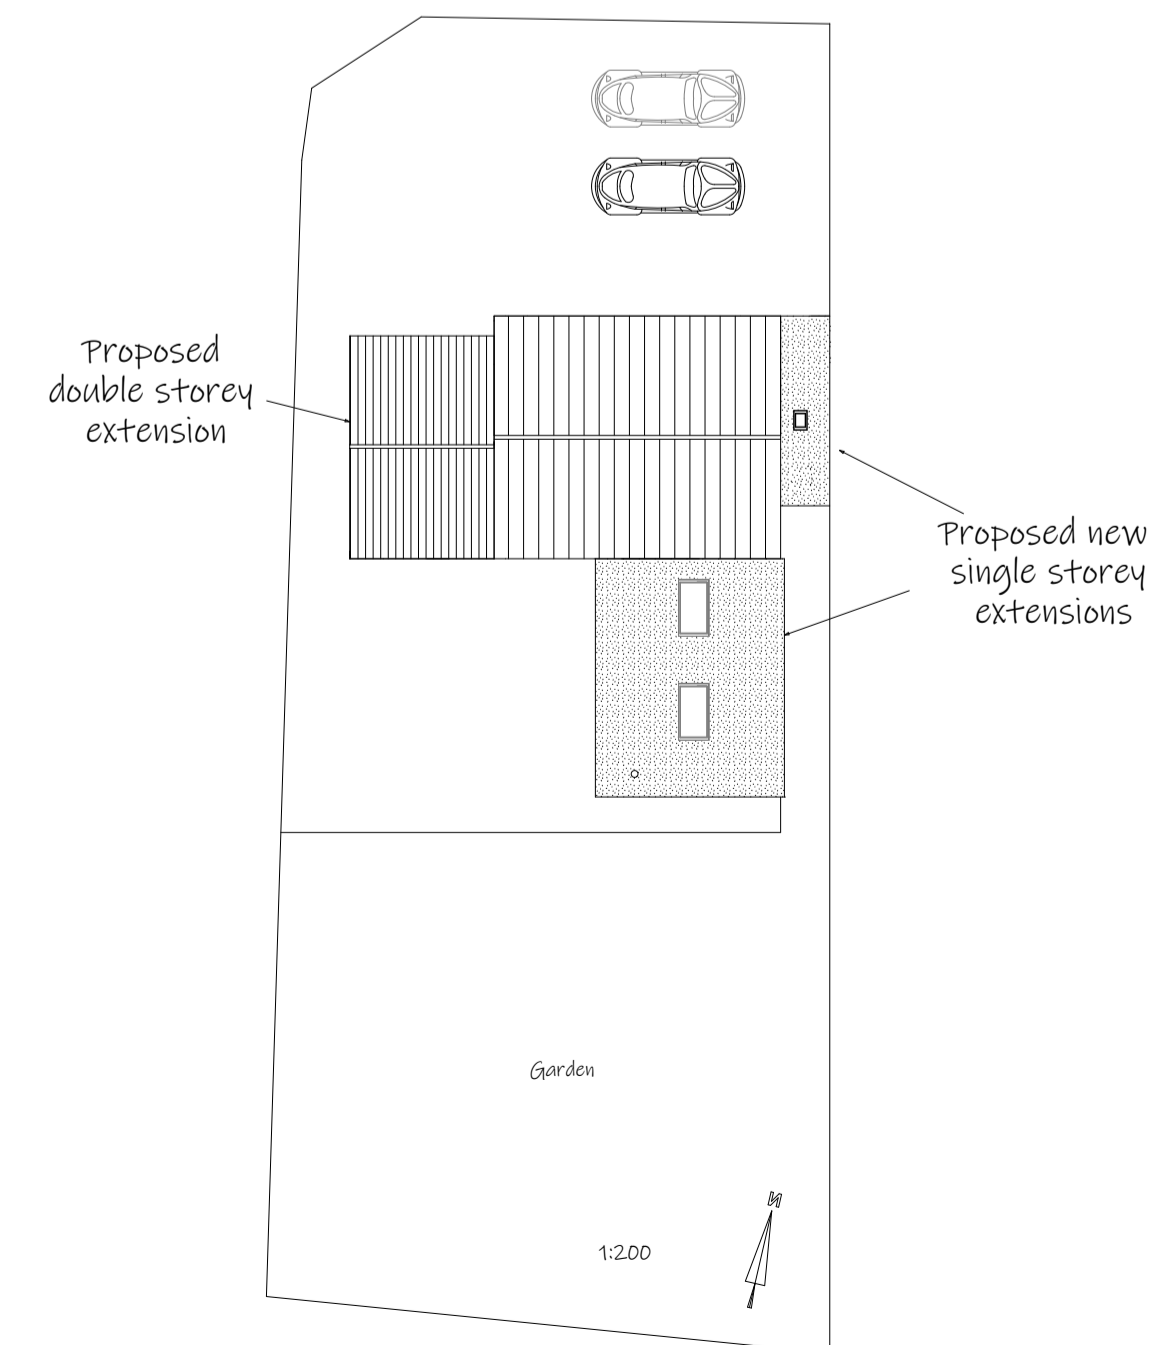 Proposed
double storey
extension
Proposed new
single storey
extensions
Garden
N
1:200